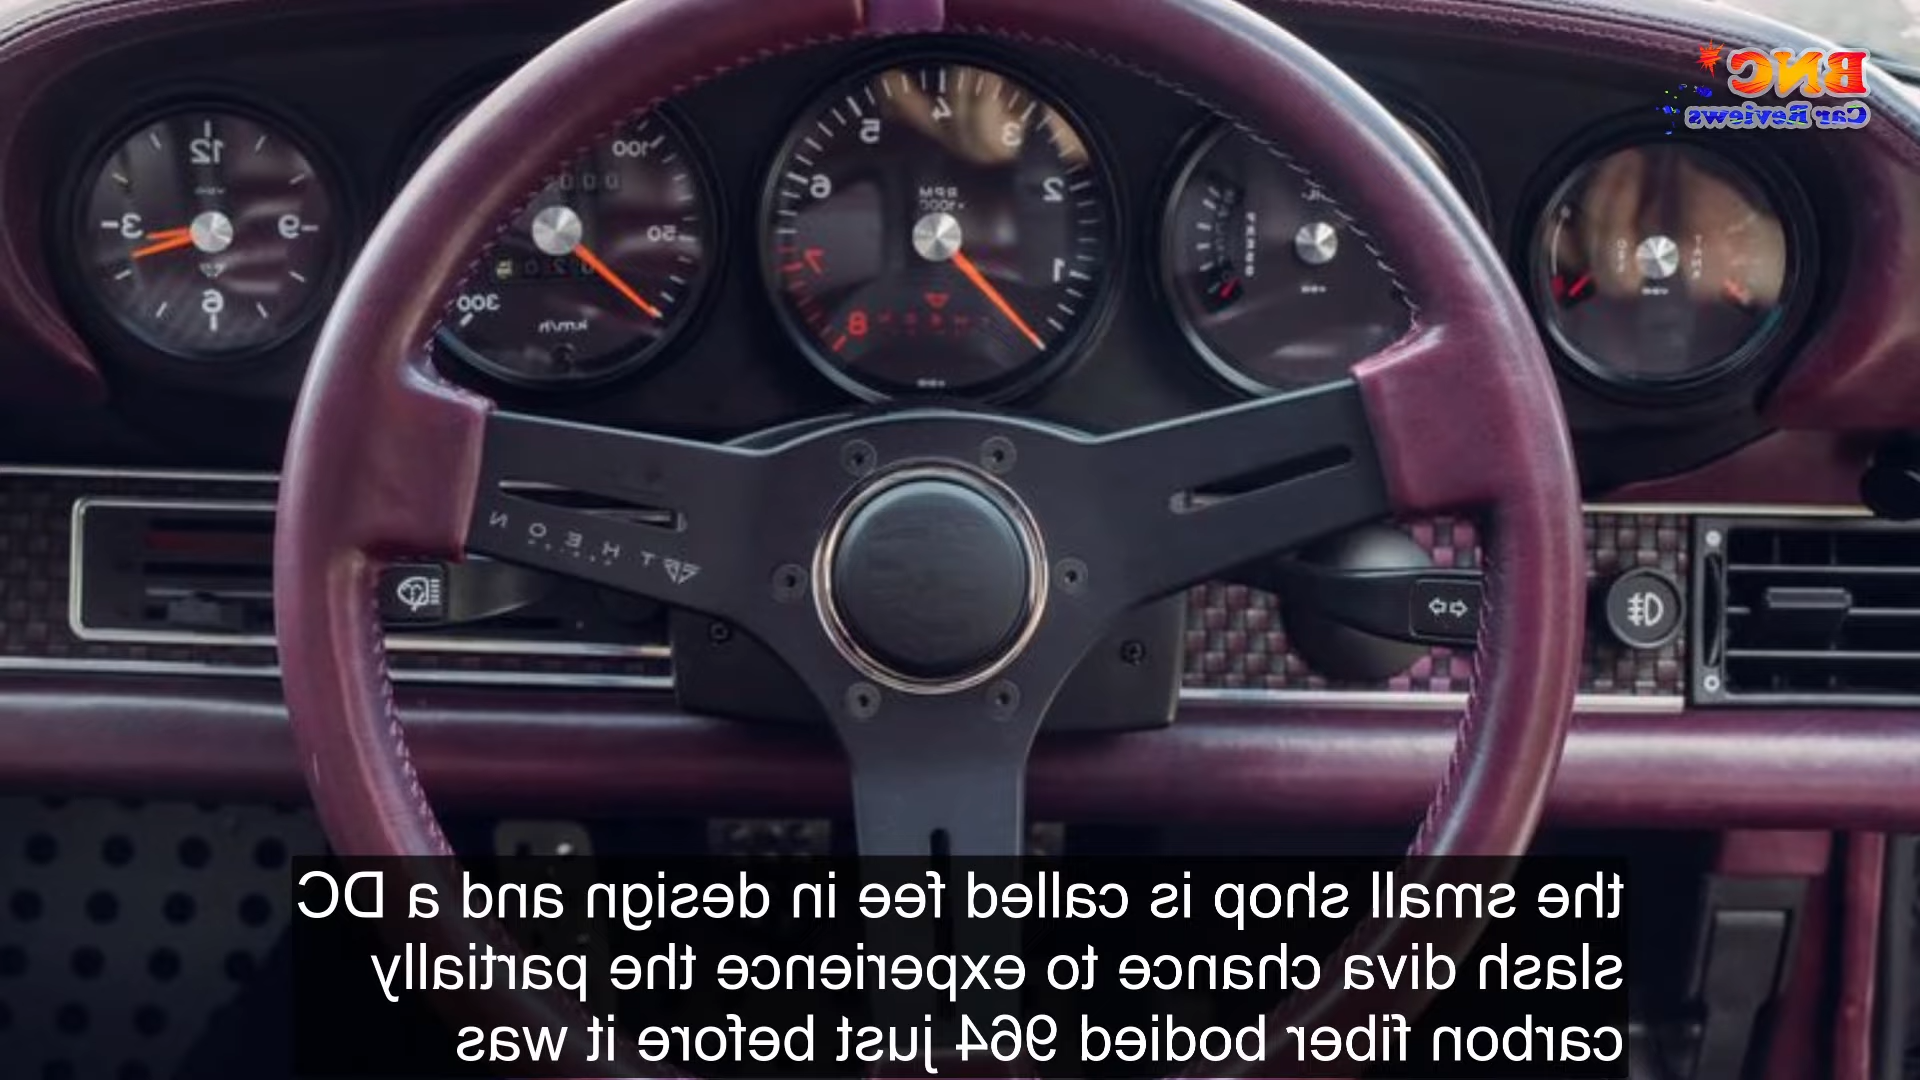 BNC
Car Reviews
12
3
9
6
100
50
300
km/h
RPM
x100C
1
2
3
4
5
6
7
8
THEON
the small shop is called fee in design and a DC
slash diva chance to experience the partially
carbon fiber bodied 964 just before it was